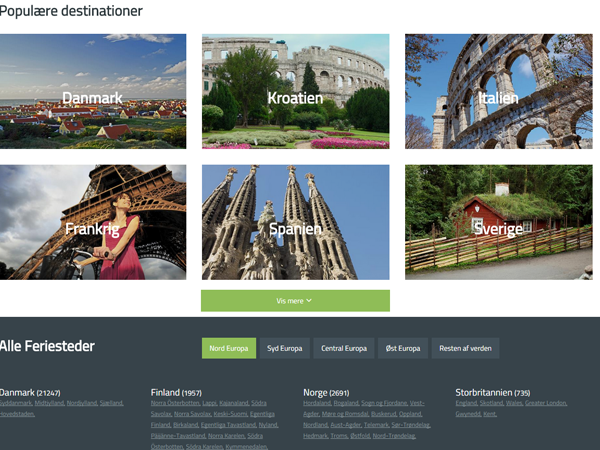 Populære destinationer
Danmark
Kroatien
Italien
Frankrig
Spanien
Sverige
Vis mere
Alle Feriesteder
Nord Europa
Syd Europa
Central Europa
Øst Europa
Resten af verden
Danmark (21247)
Syddanmark, Midtjylland, Nordjylland, Sjælland,
Hovedstaden,
Finland (1957)
Norra Österbotten, Lappi, Kajanaland, Södra
Savolax, Norra Savolax, Keski-Suomi, Egentliga
Finland, Birkaland, Egentliga Tavastland, Nyland,
Päijänne-Tavastland, Norra Karelen, Södra
Österbotten, Södra Karelen, Kymmenedalen,
Norge (2691)
Hordaland, Rogaland, Sogn og Fjordane, Vest-
Agder, Møre og Romsdal, Buskerud, Oppland,
Nordland, Aust-Agder, Telemark, Sør-Trøndelag,
Hedmark, Troms, Østfold, Nord-Trøndelag,
Storbritannien (735)
England, Skotland, Wales, Greater London,
Gwynedd, Kent,